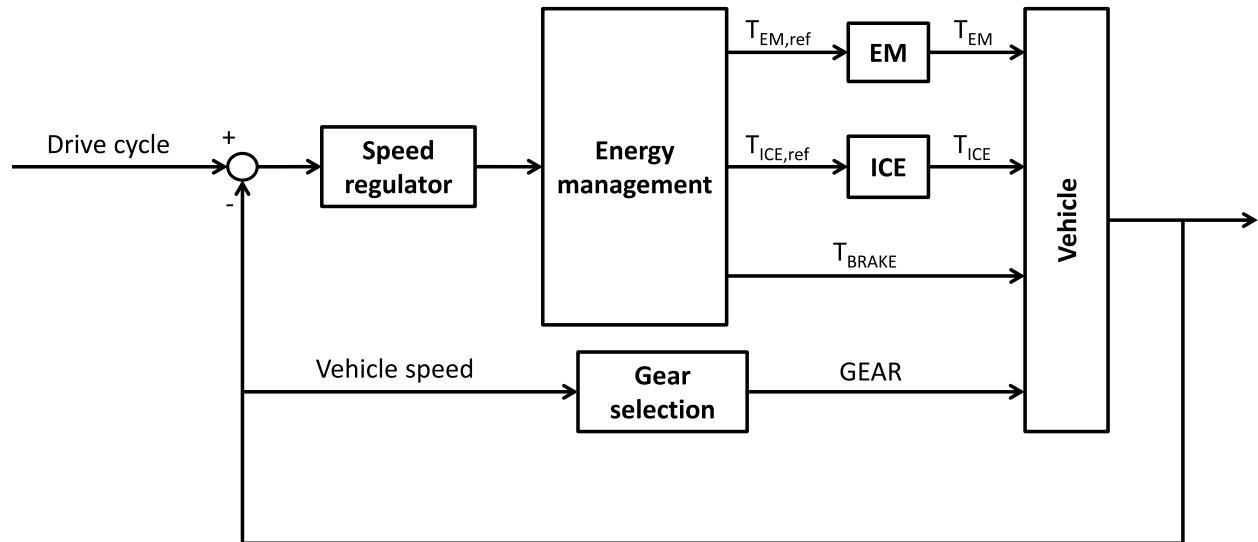 T_EM,ref
EM
T_EM
Drive cycle
+
-
Speed
regulator
Energy
management
T_ICE,ref
ICE
T_ICE
Vehicle
T_BRAKE
Vehicle speed
Gear
selection
GEAR